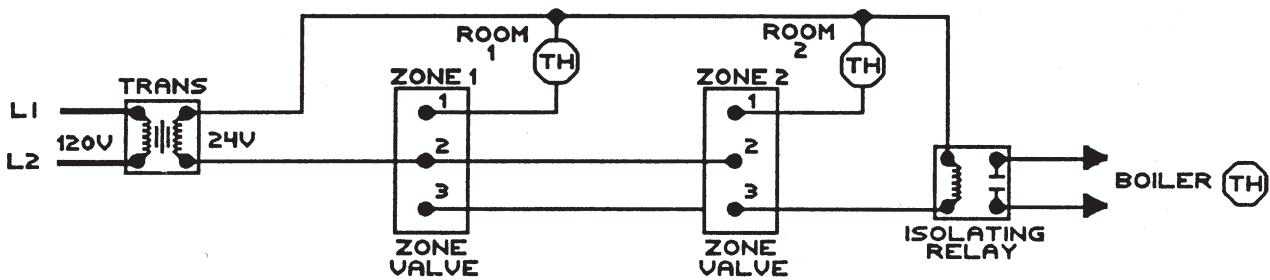 ROOM
1
TH
ROOM
2
TH
TRANS
ZONE 1
ZONE 2
L1
120V
24V
L2
1
2
3
1
2
3
BOILER
TH
ZONE
VALVE
ZONE
VALVE
ISOLATING
RELAY